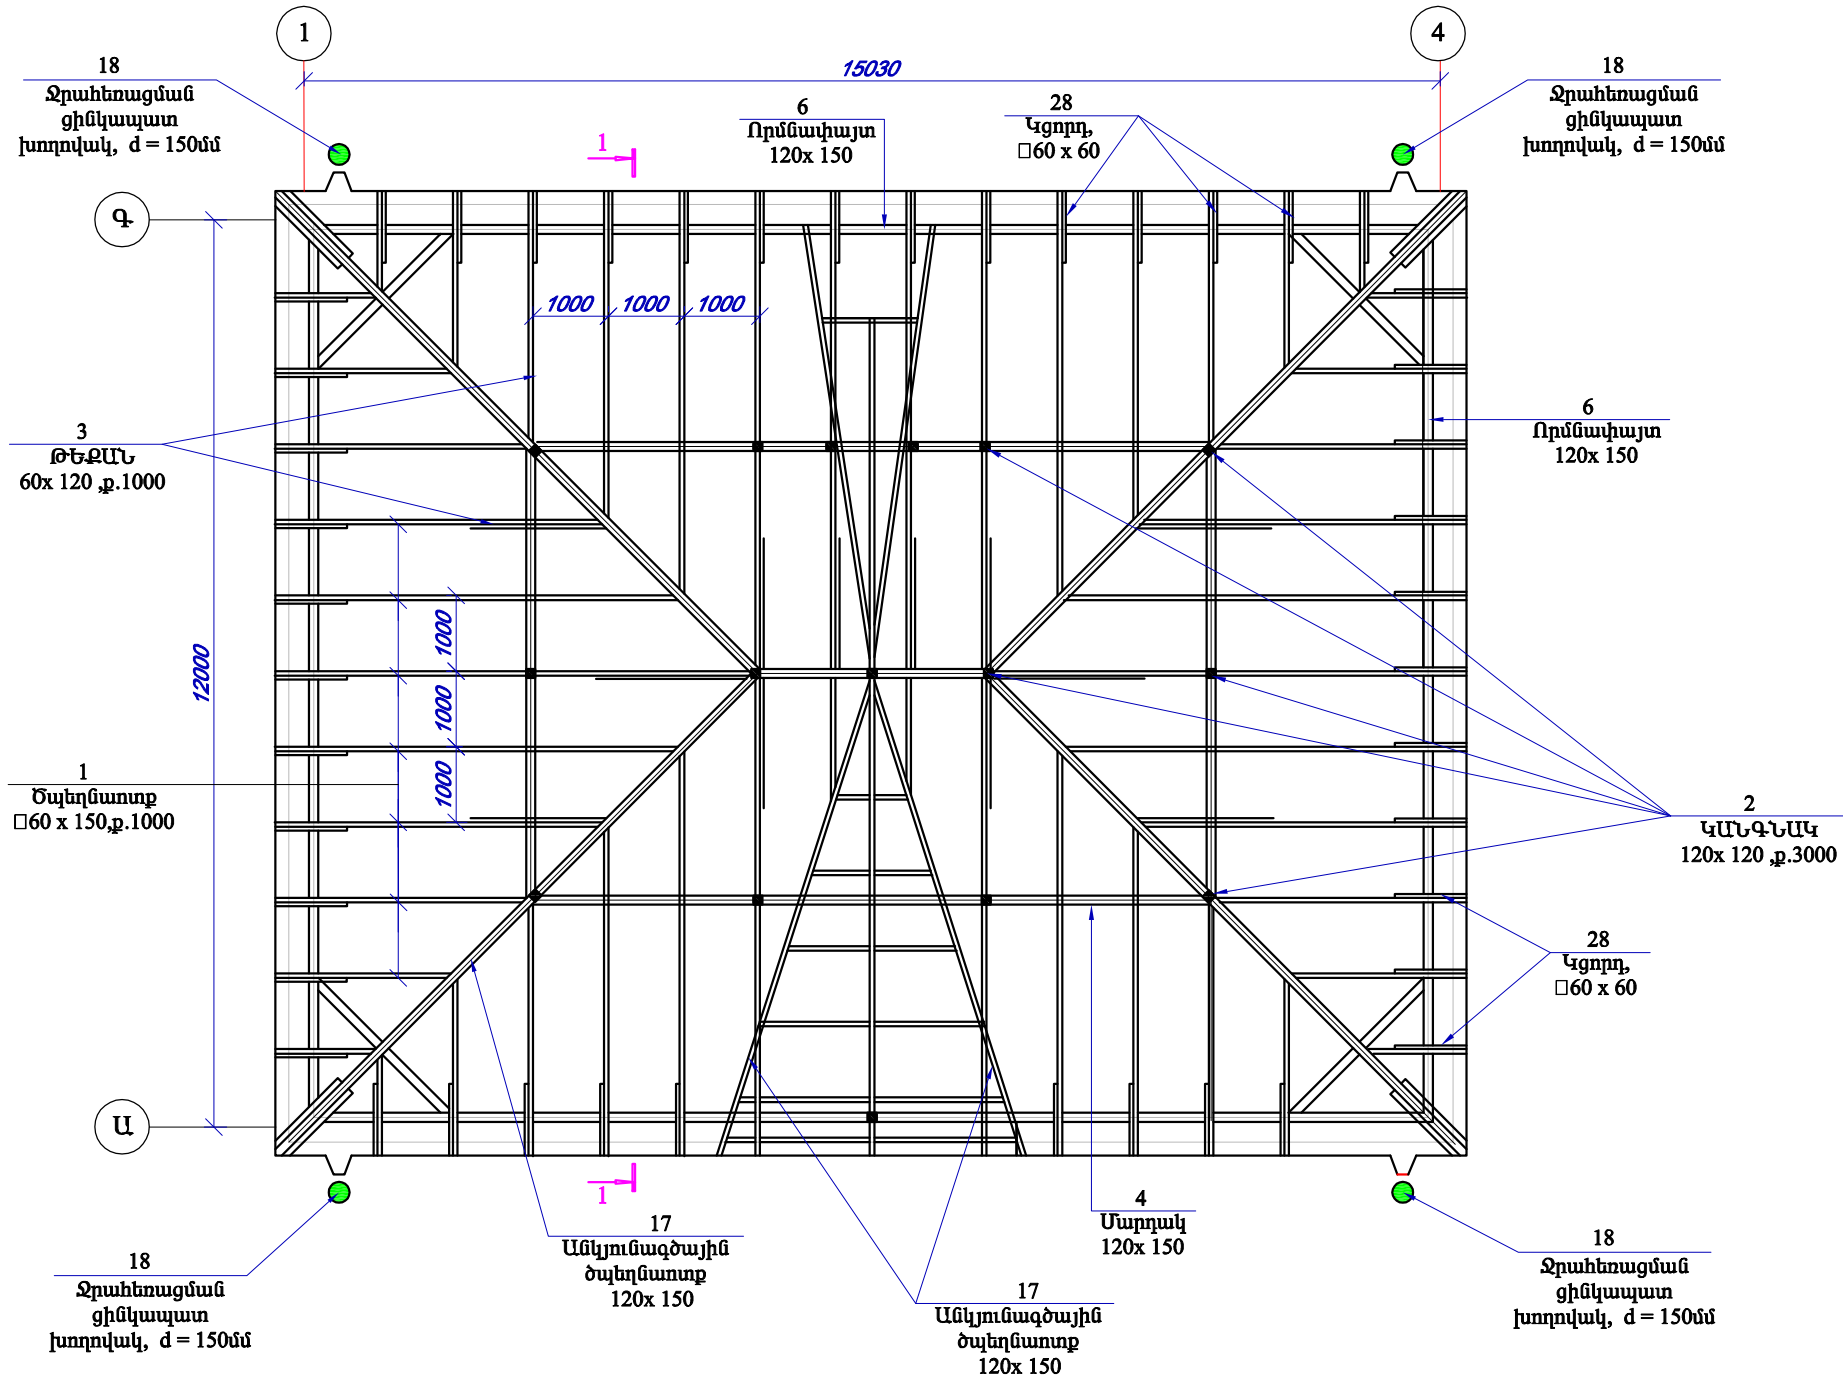 1
4
15030
18
Ջրահեռացման
ցինկապատ
խողովակ, d = 150մմ
6
Որմնափայտ
120x 150
28
Կցորդ,
□60 x 60
18
Ջրահեռացման
ցինկապատ
խողովակ, d = 150մմ
1
Գ
1000
1000
1000
3
ԹԵՔԱՆ
60x 120 ,ք.1000
6
Որմնափայտ
120x 150
12000
1000
1000
1000
1
Ծպեղնաոտք
□60 x 150,ք.1000
2
ԿԱՆԳՆԱԿ
120x 120 ,ք.3000
28
Կցորդ,
□60 x 60
Ա
1
4
Մարդակ
120x 150
17
Անկյունագծային
ծպեղնաոտք
120x 150
17
Անկյունագծային
ծպեղնաոտք
120x 150
18
Ջրահեռացման
ցինկապատ
խողովակ, d = 150մմ
18
Ջրահեռացման
ցինկապատ
խողովակ, d = 150մմ